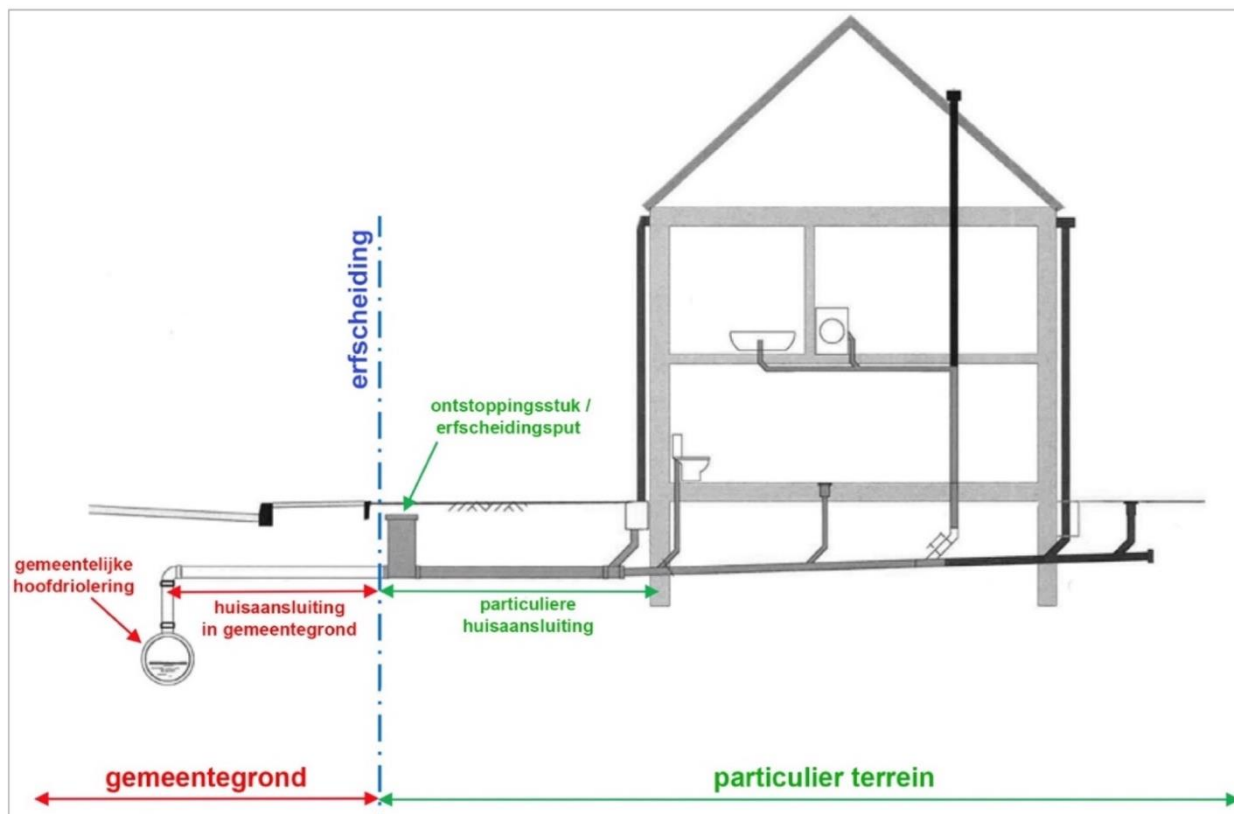 erfscheiding
ontstoppingsstuk /
erfscheidingsput
gemeentelijke
hoofdriolering
huisaansluiting
in gemeentegrond
particuliere
huisaansluiting
gemeentegrond
particulier terrein